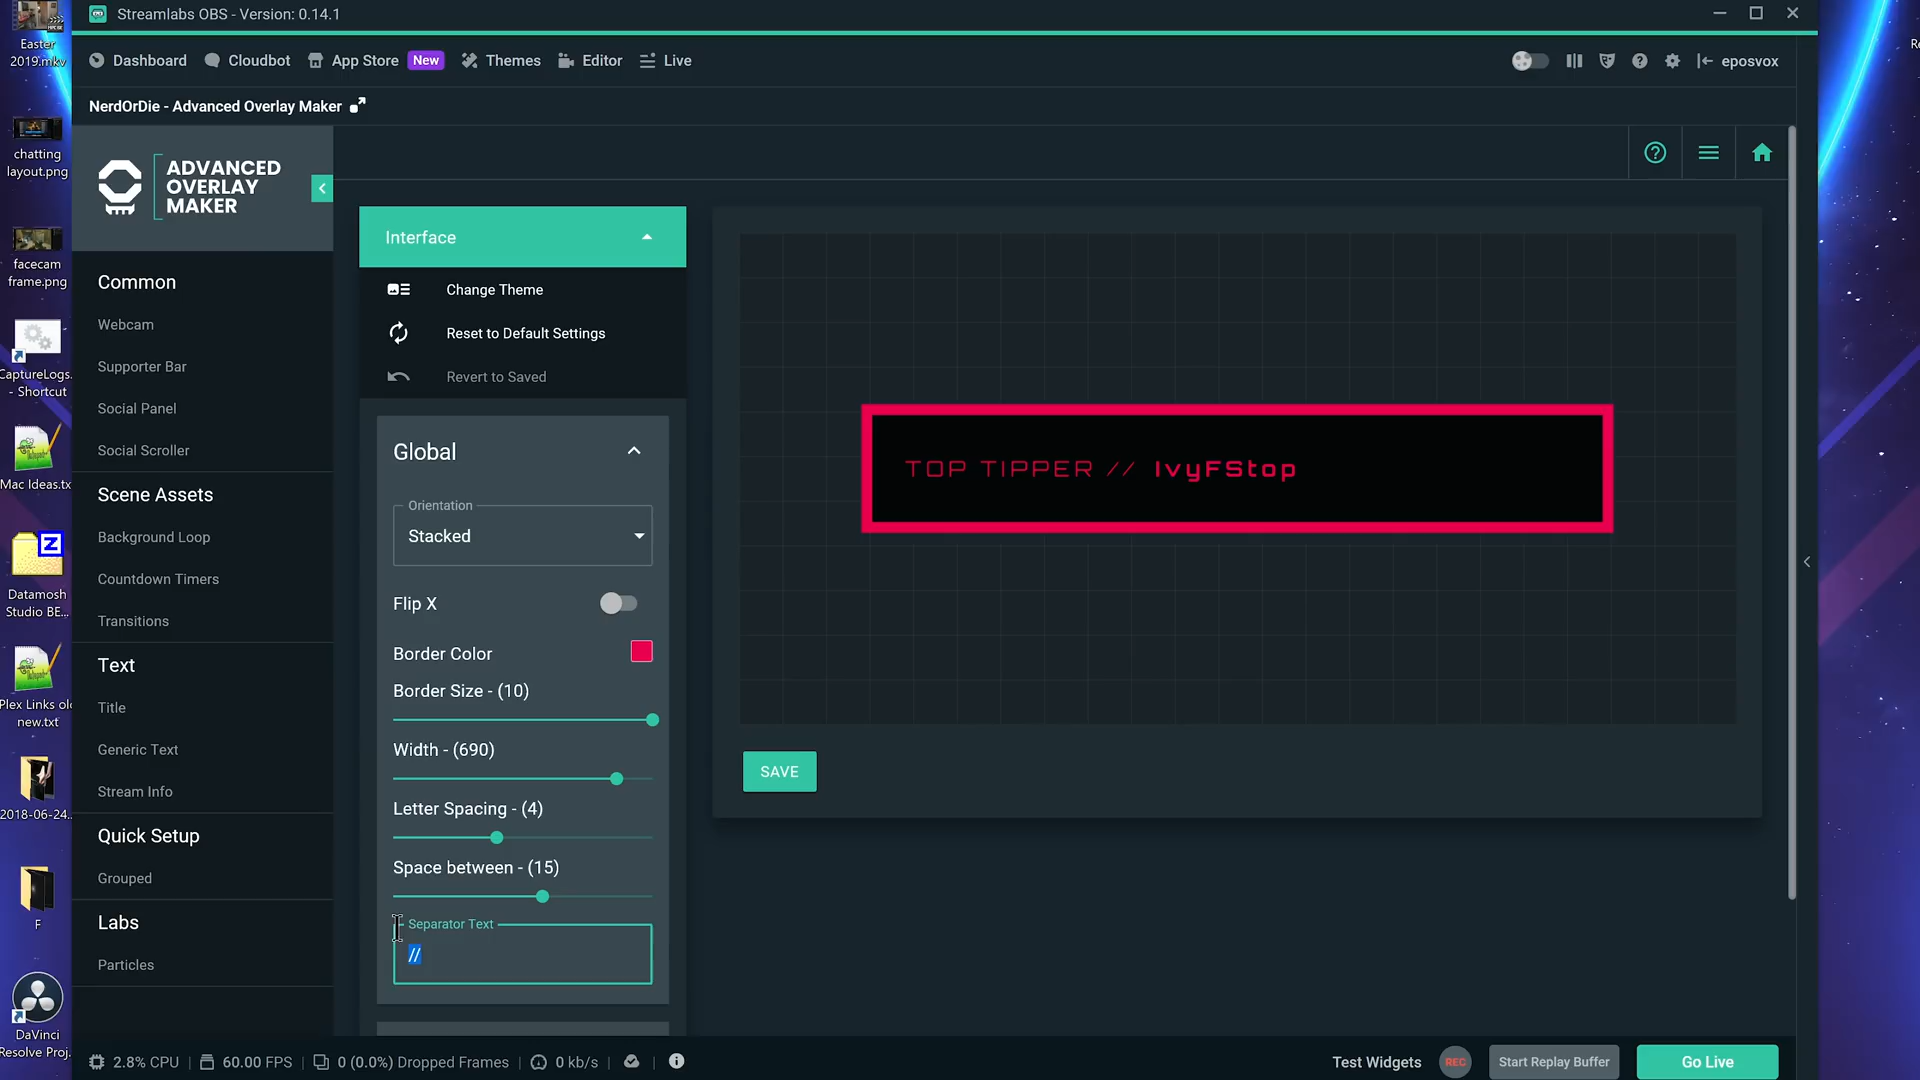 Streamlabs OBS - Version: 0.14.1
Dashboard
Cloudbot
App Store
New
Themes
Editor
Live
eposvox
NerdOrDie - Advanced Overlay Maker
ADVANCED
OVERLAY
MAKER
Common
Webcam
Supporter Bar
Social Panel
Social Scroller
Scene Assets
Background Loop
Countdown Timers
Transitions
Text
Title
Generic Text
Stream Info
Quick Setup
Grouped
Labs
Particles
Interface
Change Theme
Reset to Default Settings
Revert to Saved
Global
Orientation
Stacked
Flip X
Border Color
Border Size - (10)
Width - (690)
Letter Spacing - (4)
Space between - (15)
Separator Text
//
TOP TIPPER // IvyFStop
SAVE
2.8% CPU
60.00 FPS
0 (0.0%) Dropped Frames
0 kb/s
Test Widgets
REC
Start Replay Buffer
Go Live
Easter
2019.mkv
chatting
layout.png
facecam
frame.png
CaptureLogs.
- Shortcut
Mac Ideas.tx
Z
Datamosh
Studio BE...
Plex Links ol
new.txt
2018-06-24..
F
DaVinci
Resolve Proj.